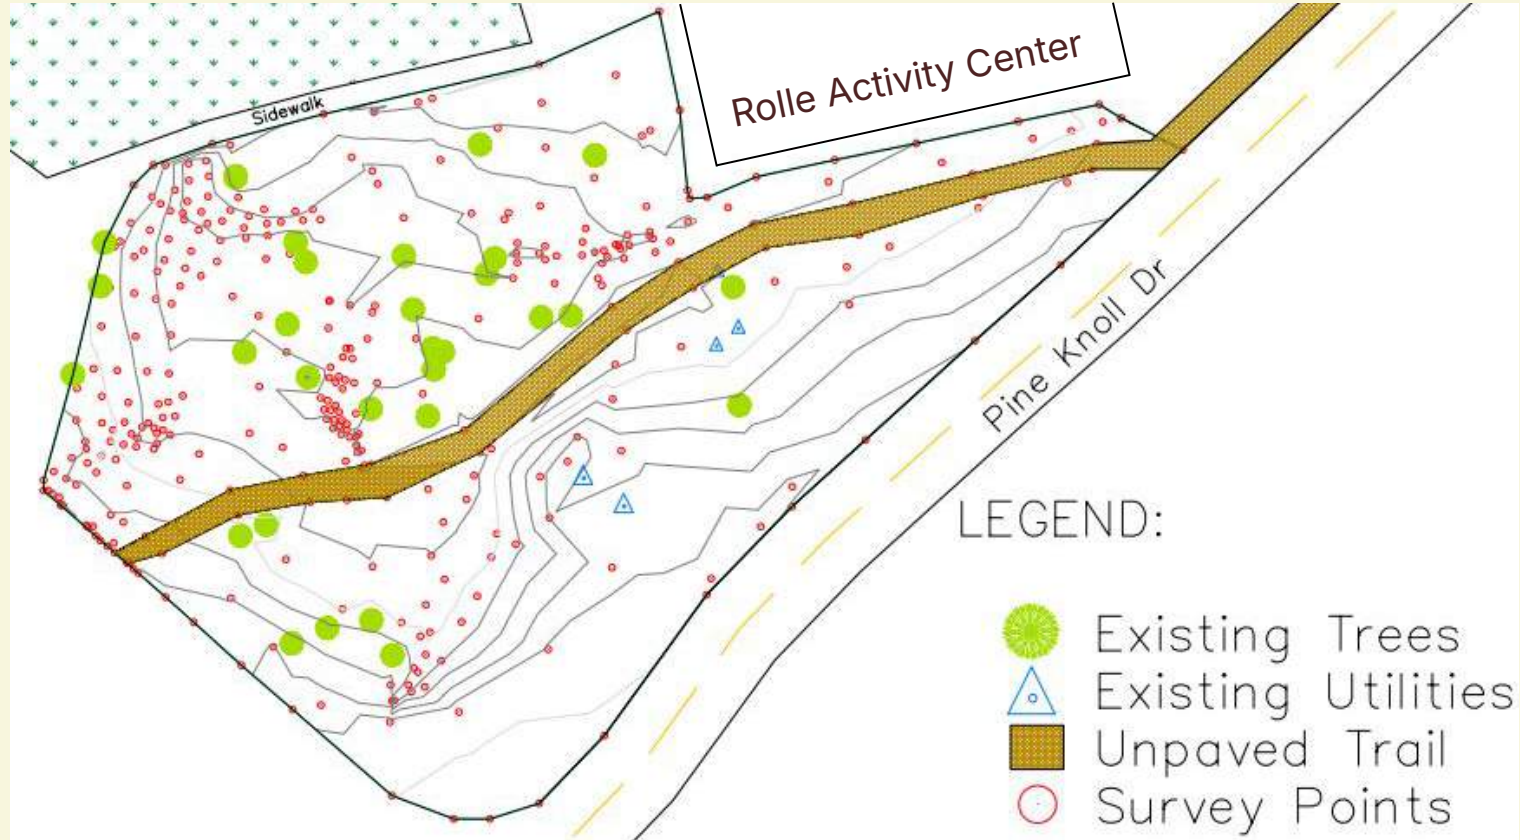 Sidewalk
Rolle Activity Center
Pine Knoll Dr
LEGEND:
Existing Trees
Existing Utilities
Unpaved Trail
Survey Points